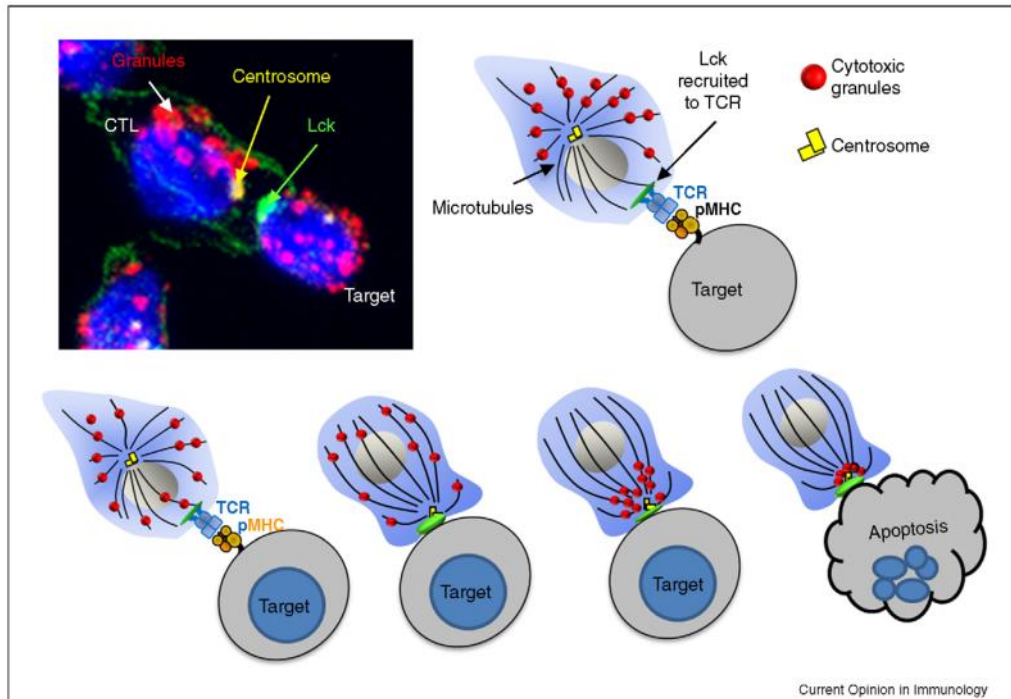 Granules
Centrosome
CTL
Lck
Target
Lck
recruited
to TCR
Cytotoxic
granules
Centrosome
Microtubules
TCR
pMHC
Target
TCR
pMHC
Target
Target
Target
Apoptosis
Current Opinion in Immunology